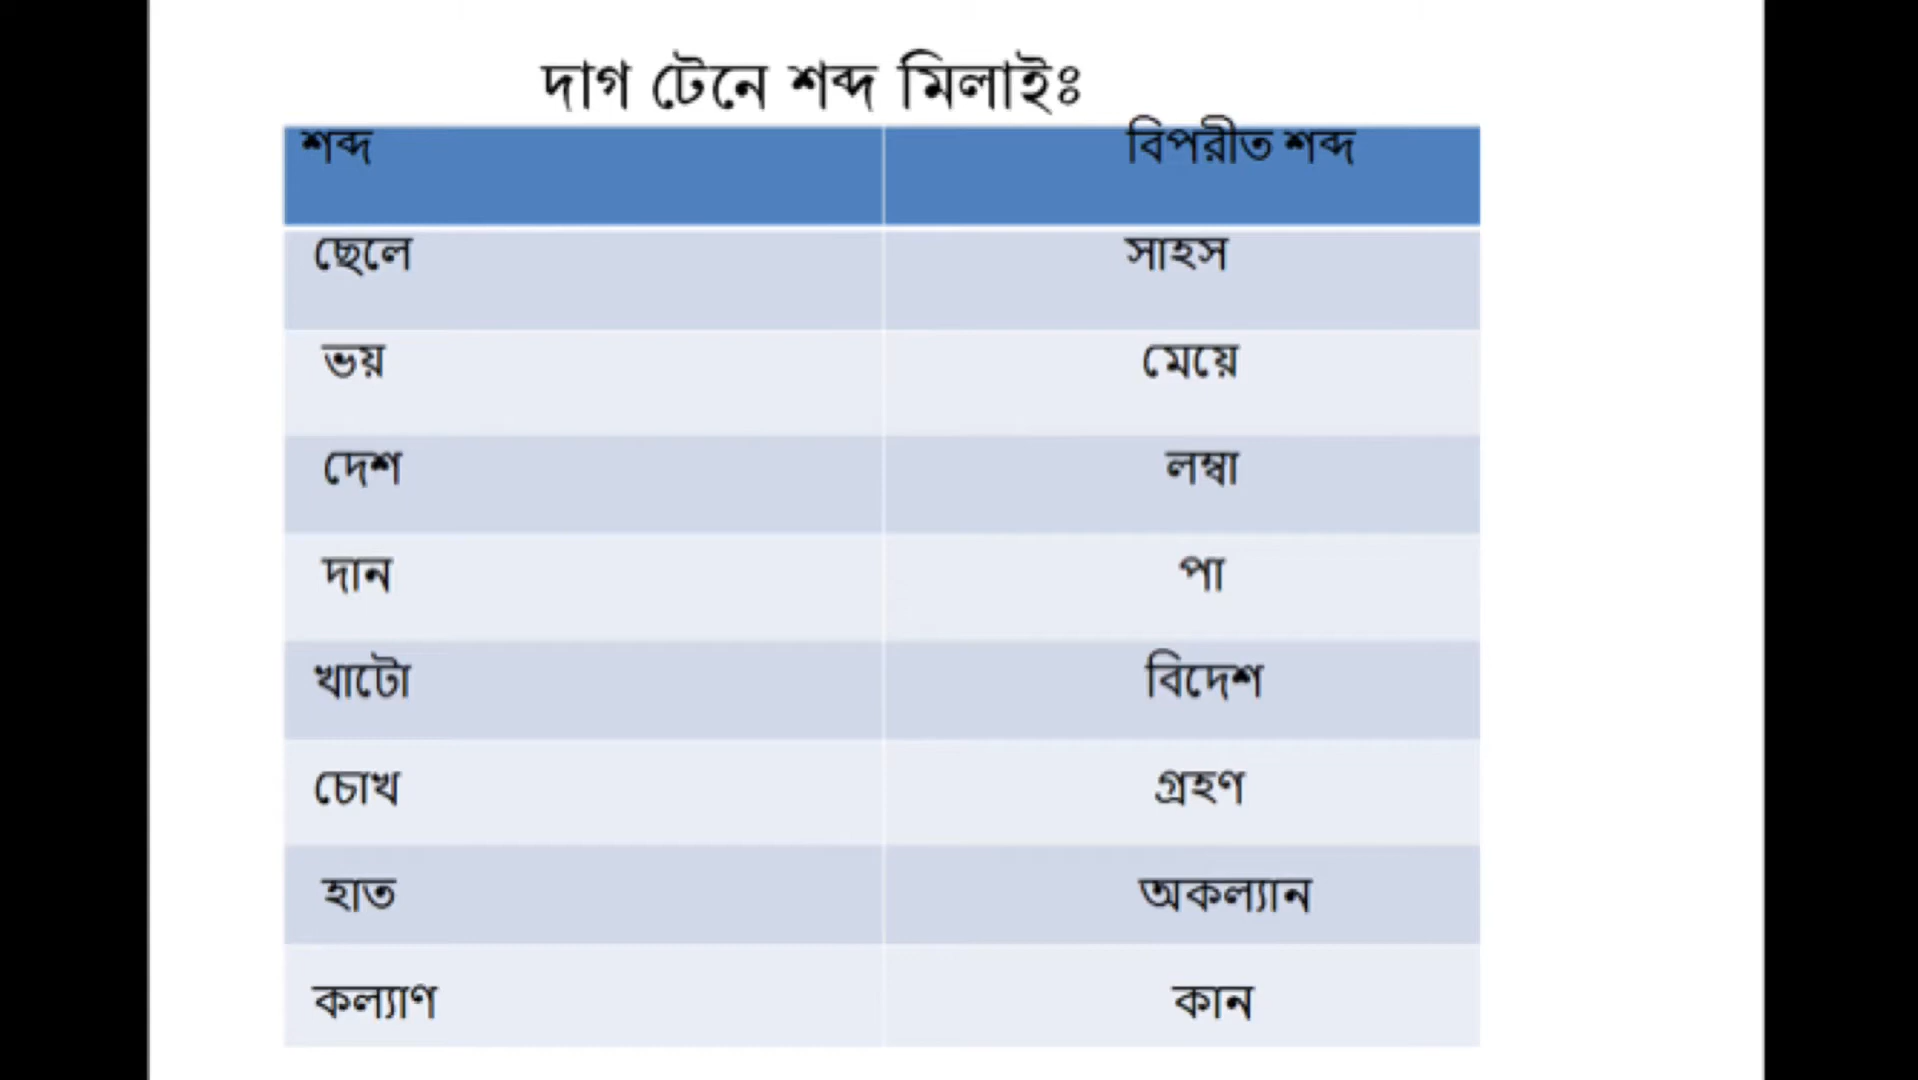 দাগ টেনে শব্দ মিলাইঃ
শব্দ বিপরীত শব্দ
ছেলে সাহস
ভয় মেয়ে
দেশ লম্বা
দান পা
খাটো বিদেশ
চোখ গ্রহণ
হাত অকল্যান
কল্যাণ কান